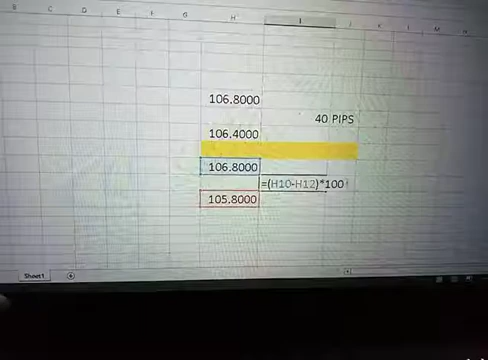 B C D E F G H I J K L M N
106.8000
40 PIPS
106.4000
106.8000
=(H10-H12)*100
105.8000
Sheet1